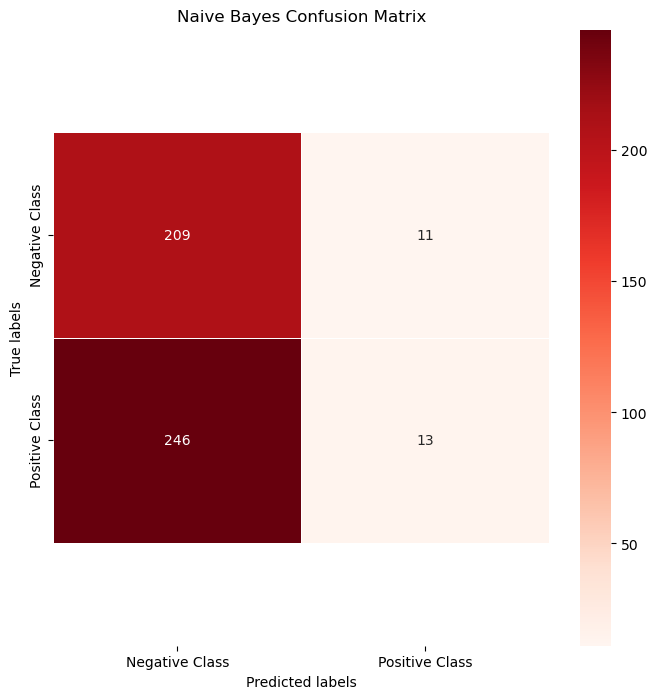 Naive Bayes Confusion Matrix
True labels
Negative Class
Positive Class
209
11
246
13
Negative Class
Positive Class
Predicted labels
200
150
100
50